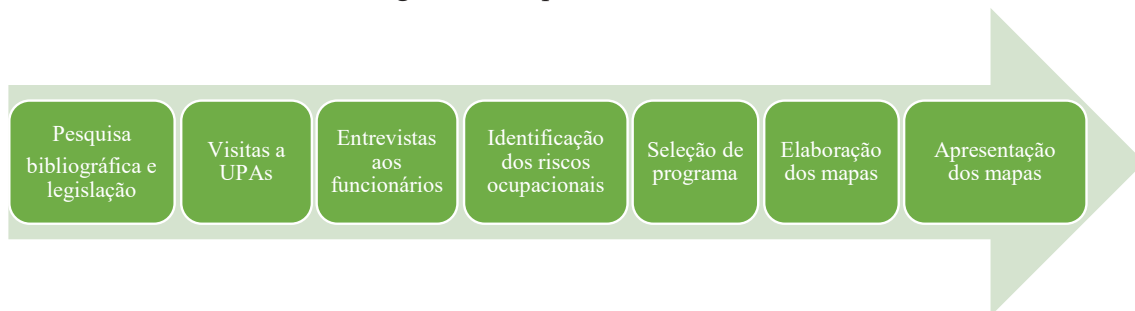 Pesquisa
bibliográfica e
legislação
Visitas a
UPAs
Entrevistas
aos
funcionários
Identificação
dos riscos
ocupacionais
Seleção de
programa
Elaboração
dos mapas
Apresentação
dos mapas